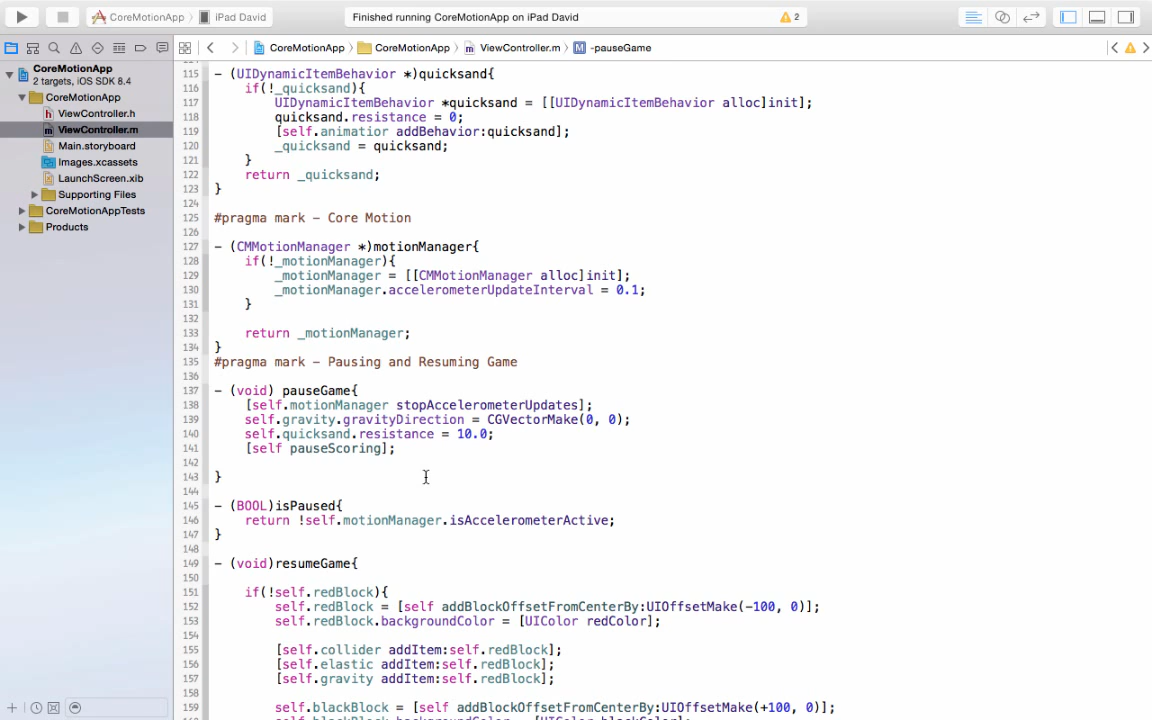 CoreMotionApp iPad David
Finished running CoreMotionApp on iPad David
2
CoreMotionApp CoreMotionApp ViewController.m M -pauseGame
CoreMotionApp
2 targets, iOS SDK 8.4
CoreMotionApp
h ViewController.h
m ViewController.m
Main.storyboard
Images.xcassets
LaunchScreen.xib
Supporting Files
CoreMotionAppTests
Products
115 - (UIDynamicItemBehavior *)quicksand{
116 if(!_quicksand){
117 UIDynamicItemBehavior *quicksand = [[UIDynamicItemBehavior alloc]init];
118 quicksand.resistance = 0;
119 [self.animatior addBehavior:quicksand];
120 _quicksand = quicksand;
121 }
122 return _quicksand;
123 }
124
125 #pragma mark - Core Motion
126
127 - (CMMotionManager *)motionManager{
128 if(!_motionManager){
129 _motionManager = [[CMMotionManager alloc]init];
130 _motionManager.accelerometerUpdateInterval = 0.1;
131 }
132
133 return _motionManager;
134 }
135 #pragma mark - Pausing and Resuming Game
136
137 - (void) pauseGame{
138 [self.motionManager stopAccelerometerUpdates];
139 self.gravity.gravityDirection = CGVectorMake(0, 0);
140 self.quicksand.resistance = 10.0;
141 [self pauseScoring];
142
143 }
144
145 - (BOOL)isPaused{
146 return !self.motionManager.isAccelerometerActive;
147 }
148
149 - (void)resumeGame{
150
151 if(!self.redBlock){
152 self.redBlock = [self addBlockOffsetFromCenterBy:UIOffsetMake(-100, 0)];
153 self.redBlock.backgroundColor = [UIColor redColor];
154
155 [self.collider addItem:self.redBlock];
156 [self.elastic addItem:self.redBlock];
157 [self.gravity addItem:self.redBlock];
158
159 self.blackBlock = [self addBlockOffsetFromCenterBy:UIOffsetMake(+100, 0)];